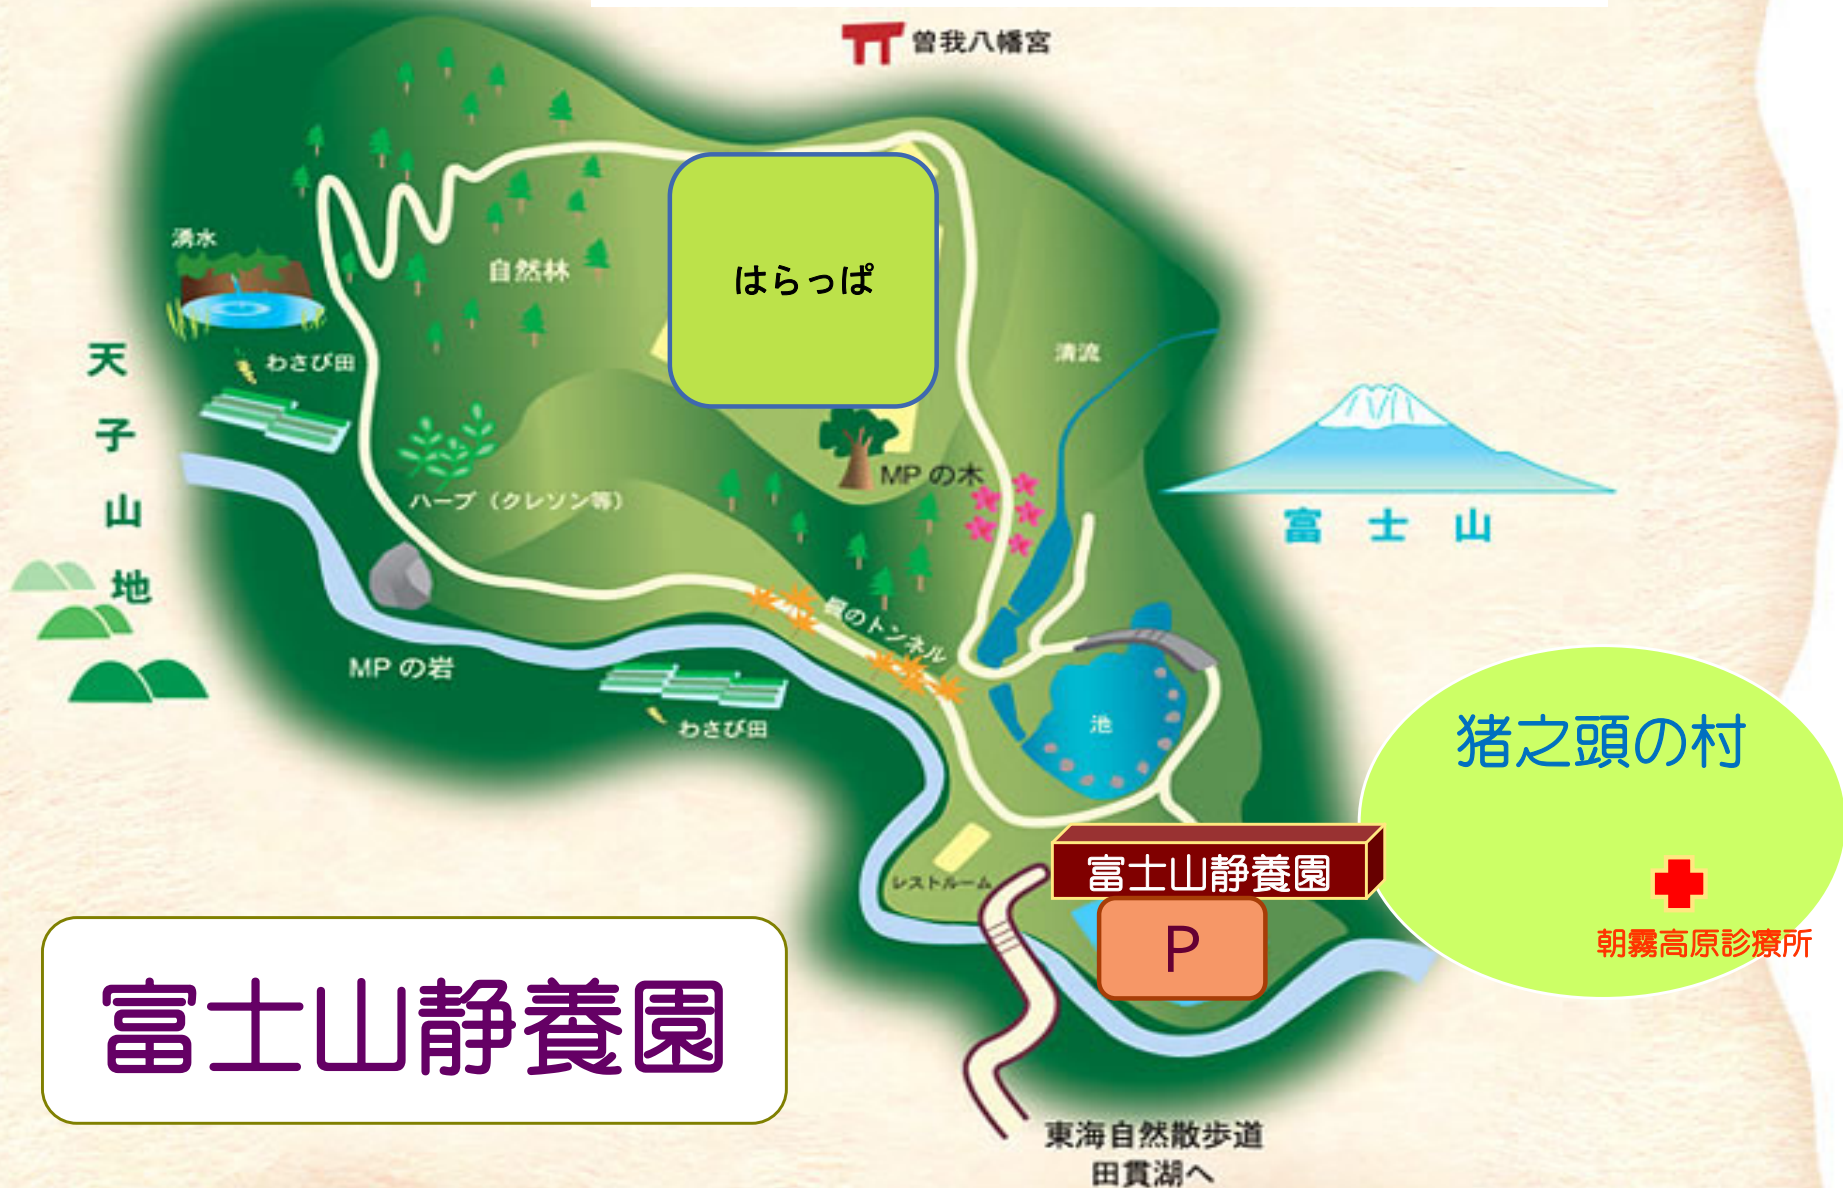 曽我八幡宮
湧水
自然林
はらっぱ
わさび田
清流
天子山地
ハーブ（クレソン等）
MP の木
富士山
楓のトンネル
MP の岩
わさび田
池
猪之頭の村
レストルーム
富士山静養園
P
朝霧高原診療所
富士山静養園
東海自然散歩道
田貫湖へ